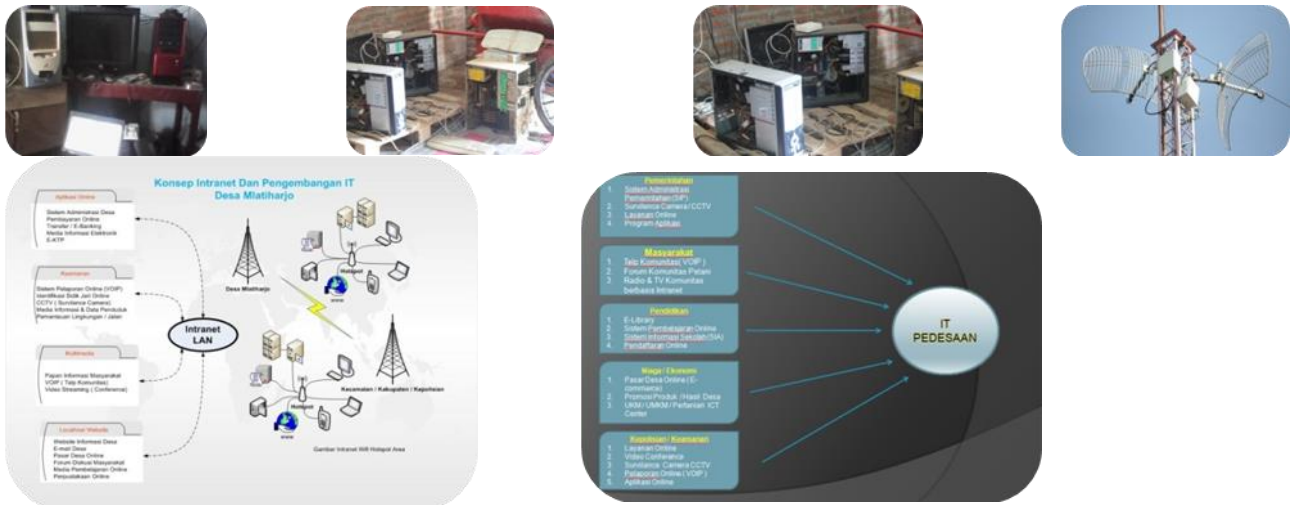 Konsep Intranet Dan Pengembangan IT
Desa Mlatiharjo
Aplikasi Online
Sistem Administrasi Desa
Pembayaran Online
Transfer / E-Banking
Media Informasi Elektronik
E-KTP
Keamanan
Sistem Pelaporan Online (VOIP)
Identifikasi Sidik Jari Online
CCTV ( Survilance Camera)
Media Informasi & Data Penduduk
Pemantauan Lingkungan / Jalan
Multimedia
Papan Informasi Masyarakat
VOIP ( Telp Komunitas)
Video Streaming ( Conference)
Localhost Website
Website Informasi Desa
E-mail Desa
Pasar Desa Online
Forum Diskusi Masyarakat
Media Pembelajaran Online
Perpustakaan Online
Intranet
LAN
Desa Mlatiharjo
Hotspot
www
Kecamatan / Kabupaten / Kepolisian
Hotspot
www
Gambar Intranet Wifi Hotspot Area
Pemerintahan
1. Sistem Administrasi
Pemerintahan (SIP)
2. Survilance Camera / CCTV
3. Layanan Online
4. Program Aplikasi
Masyarakat
1. Telp Komunitas( VOIP )
2. Forum Komunitas Petani
3. Radio & TV Komunitas
berbasis Intranet
Pendidikan
1. E-Library
2. Sistem Pembelajaran Online
3. Sistem Informasi Sekolah (SIA)
4. Pendaftaran Online
/ Ekonomi
1. Pasar Desa Online ( E-
commerce)
2. Promosi Produk / Hasil Desa
3. UKM / UMKM / Pertanian ICT
Center
Kepolisian / Keamanan
1. Layanan Online
2. Video Conference
3. Survilance Camera CCTV
4. Pelaporan Online ( VOIP )
5. Aplikasi Online
IT
PEDESAAN